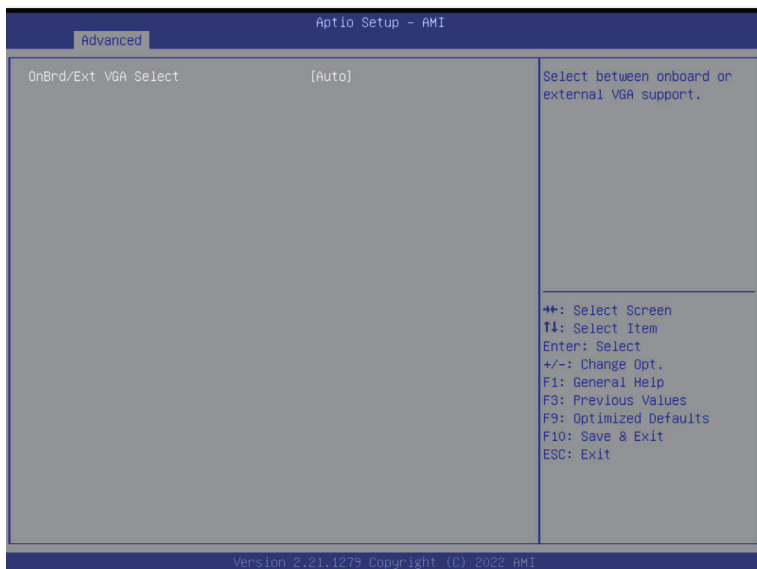 Aptio Setup – AMI
Advanced
OnBrd/Ext VGA Select [Auto]
Select between onboard or
external VGA support.
→←: Select Screen
↑↓: Select Item
Enter: Select
+/-: Change Opt.
F1: General Help
F3: Previous Values
F9: Optimized Defaults
F10: Save & Exit
ESC: Exit
Version 2.21.1279 Copyright (C) 2022 AMI